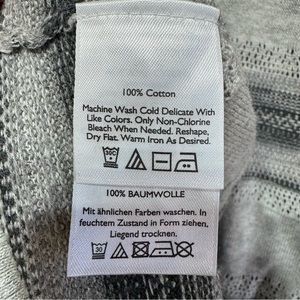 100% Cotton
Machine Wash Cold Delicate With
Like Colors. Only Non-Chlorine
Bleach When Needed. Reshape,
Dry Flat. Warm Iron As Desired.
100% BAUMWOLLE
Mit ähnlichen Farben waschen. In
feuchtem Zustand in Form ziehen,
Liegend trocknen.